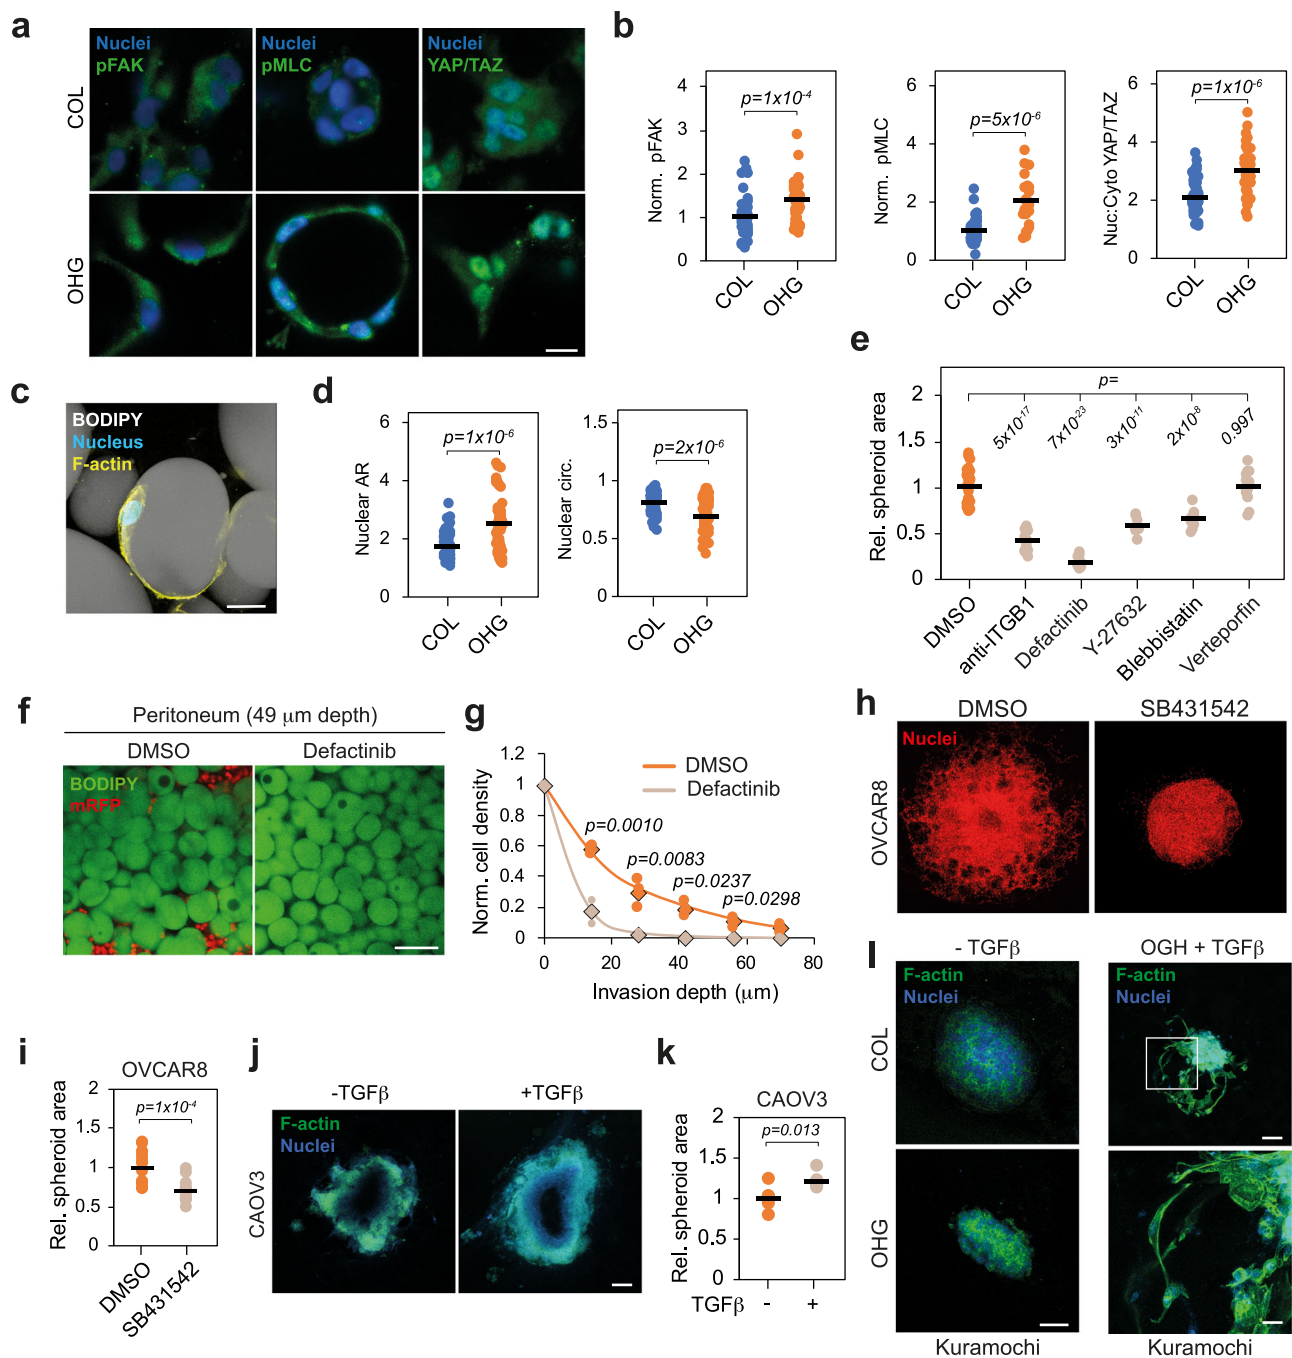 a
Nuclei
pFAK
Nuclei
pMLC
Nuclei
YAP/TAZ
COL
OHG
b
Norm. pFAK
p=1x10⁻⁴
4
3
2
1
0
COL
OHG
Norm. pMLC
p=5x10⁻⁶
6
4
2
0
COL
OHG
Nuc:Cyto YAP/TAZ
p=1x10⁻⁶
6
4
2
0
COL
OHG
c
BODIPY
Nucleus
F-actin
d
Nuclear AR
p=1x10⁻⁶
6
4
2
0
COL
OHG
Nuclear circ.
p=2x10⁻⁶
1.5
1
0.5
0
COL
OHG
e
Rel. spheroid area
p=
5x10⁻¹⁷
7x10⁻²³
3x10⁻¹¹
2x10⁻⁸
0.997
2
1.5
1
0.5
0
DMSO
anti-ITGB1
Defactinib
Y-27632
Blebbistatin
Verteporfin
f
Peritoneum (49 μm depth)
DMSO
Defactinib
BODIPY
mRFP
g
Norm. cell density
1.2
1
0.8
0.6
0.4
0.2
0
DMSO
Defactinib
p=0.0010
p=0.0083
p=0.0237
p=0.0298
0
20
40
60
80
Invasion depth (μm)
h
DMSO
SB431542
Nuclei
OVCAR8
i
OVCAR8
Rel. spheroid area
p=1x10⁻⁴
2
1.5
1
0.5
0
DMSO
SB431542
j
-TGFβ
+TGFβ
F-actin
Nuclei
CAOV3
k
CAOV3
Rel. spheroid area
p=0.013
2
1.5
1
0.5
0
TGFβ - +
l
- TGFβ
OGH + TGFβ
F-actin
Nuclei
F-actin
Nuclei
COL
OHG
Kuramochi
Kuramochi